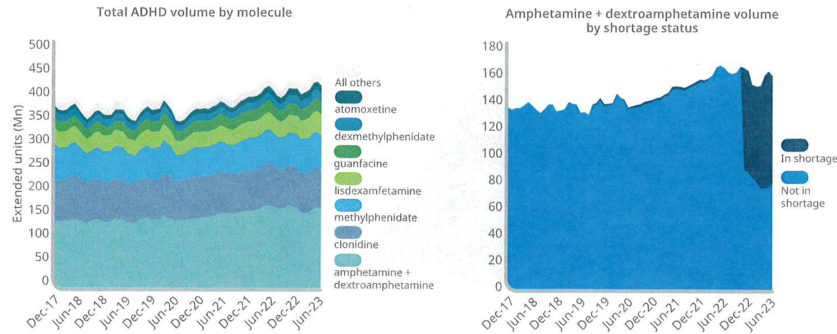 Total ADHD volume by molecule
Extended units (Mn)
500
450
400
350
300
250
200
150
100
50
0
Dec-17
Jun-18
Dec-18
Jun-19
Dec-19
Jun-20
Dec-20
Jun-21
Dec-21
Jun-22
Dec-22
Jun-23
All others
atomoxetine
dexmethylphenidate
guanfacine
lisdexamfetamine
methylphenidate
clonidine
amphetamine +
dextroamphetamine
Amphetamine + dextroamphetamine volume
by shortage status
180
160
140
120
100
80
60
40
20
0
Dec-17
Jun-18
Dec-18
Jun-19
Dec-19
Jun-20
Dec-20
Jun-21
Dec-21
Jun-22
Dec-22
Jun-23
In shortage
Not in
shortage